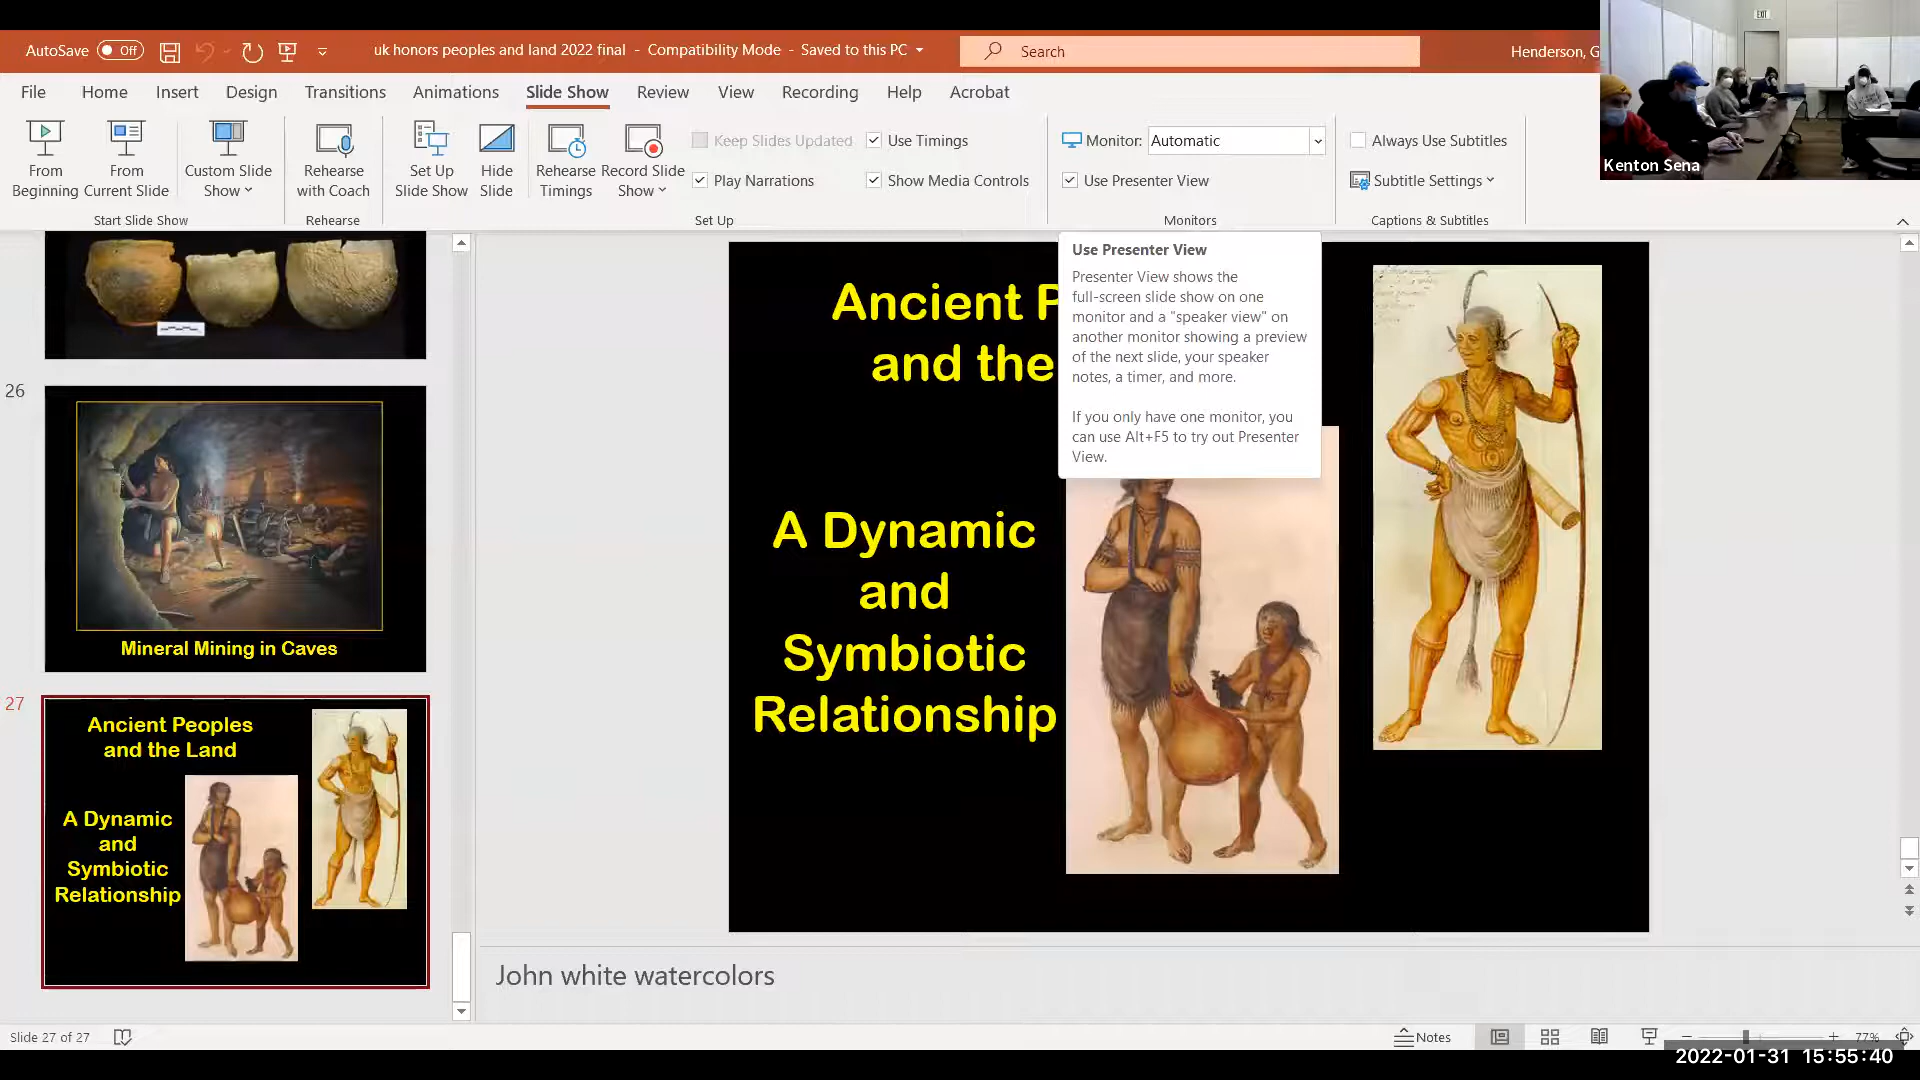 AutoSave Off
uk honors peoples and land 2022 final - Compatibility Mode - Saved to this PC
Search
Henderson, G
EXIT
Kenton Sena
File Home Insert Design Transitions Animations Slide Show Review View Recording Help Acrobat
From Beginning
From Current Slide
Custom Slide Show
Start Slide Show
Rehearse with Coach
Rehearse
Set Up Slide Show
Hide Slide
Rehearse Timings
Record Slide Show
Keep Slides Updated
Play Narrations
Use Timings
Show Media Controls
Set Up
Monitor: Automatic
Use Presenter View
Monitors
Always Use Subtitles
Subtitle Settings
Captions & Subtitles
Use Presenter View
Presenter View shows the
full-screen slide show on one
monitor and a "speaker view" on
another monitor showing a preview
of the next slide, your speaker
notes, a timer, and more.
If you only have one monitor, you
can use Alt+F5 to try out Presenter
View.
26
Mineral Mining in Caves
27
Ancient Peoples
and the Land
A Dynamic
and
Symbiotic
Relationship
Ancient P
and the
A Dynamic
and
Symbiotic
Relationship
John white watercolors
Slide 27 of 27
Notes
77%
2022-01-31 15:55:40